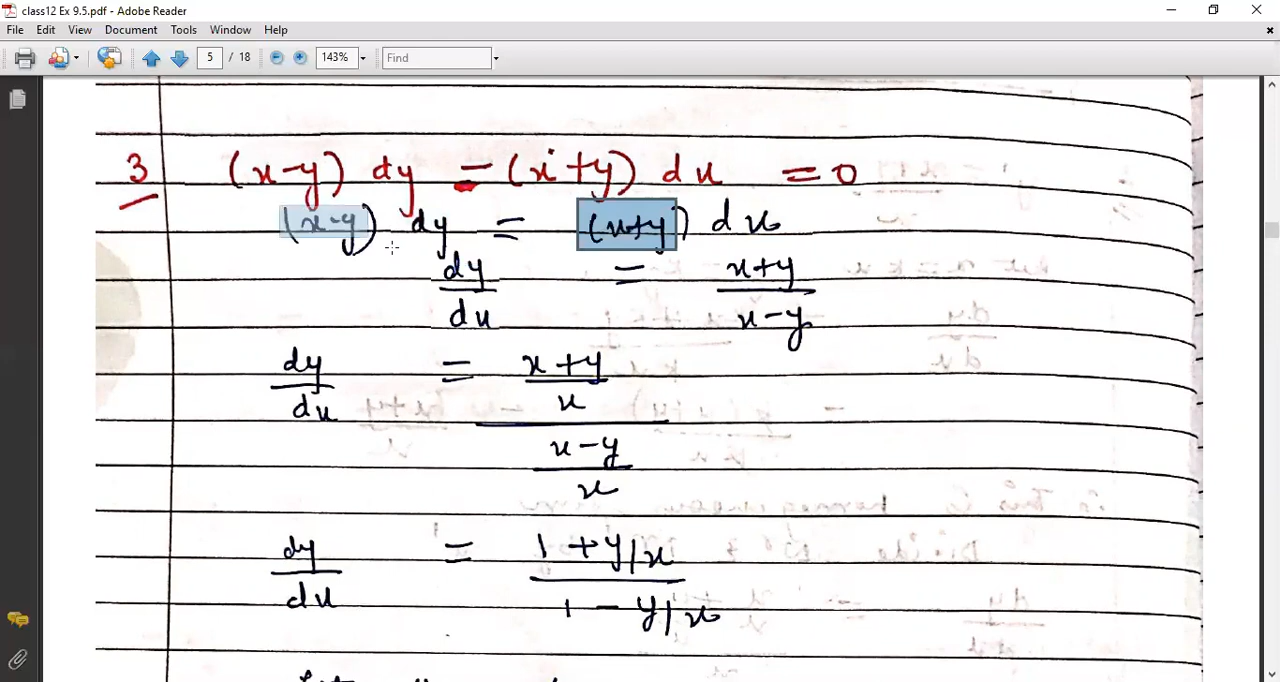 class12 Ex 9.5.pdf - Adobe Reader
File Edit View Document Tools Window Help
5 / 18 143% Find
3 (x-y) dy - (x+y) dx = 0
(x-y) dy = (x+y) dx
dy/dx = x+y/x-y
dy/dx = x+y/x / x-y/x
dy/dx = 1+y/x / 1-y/x